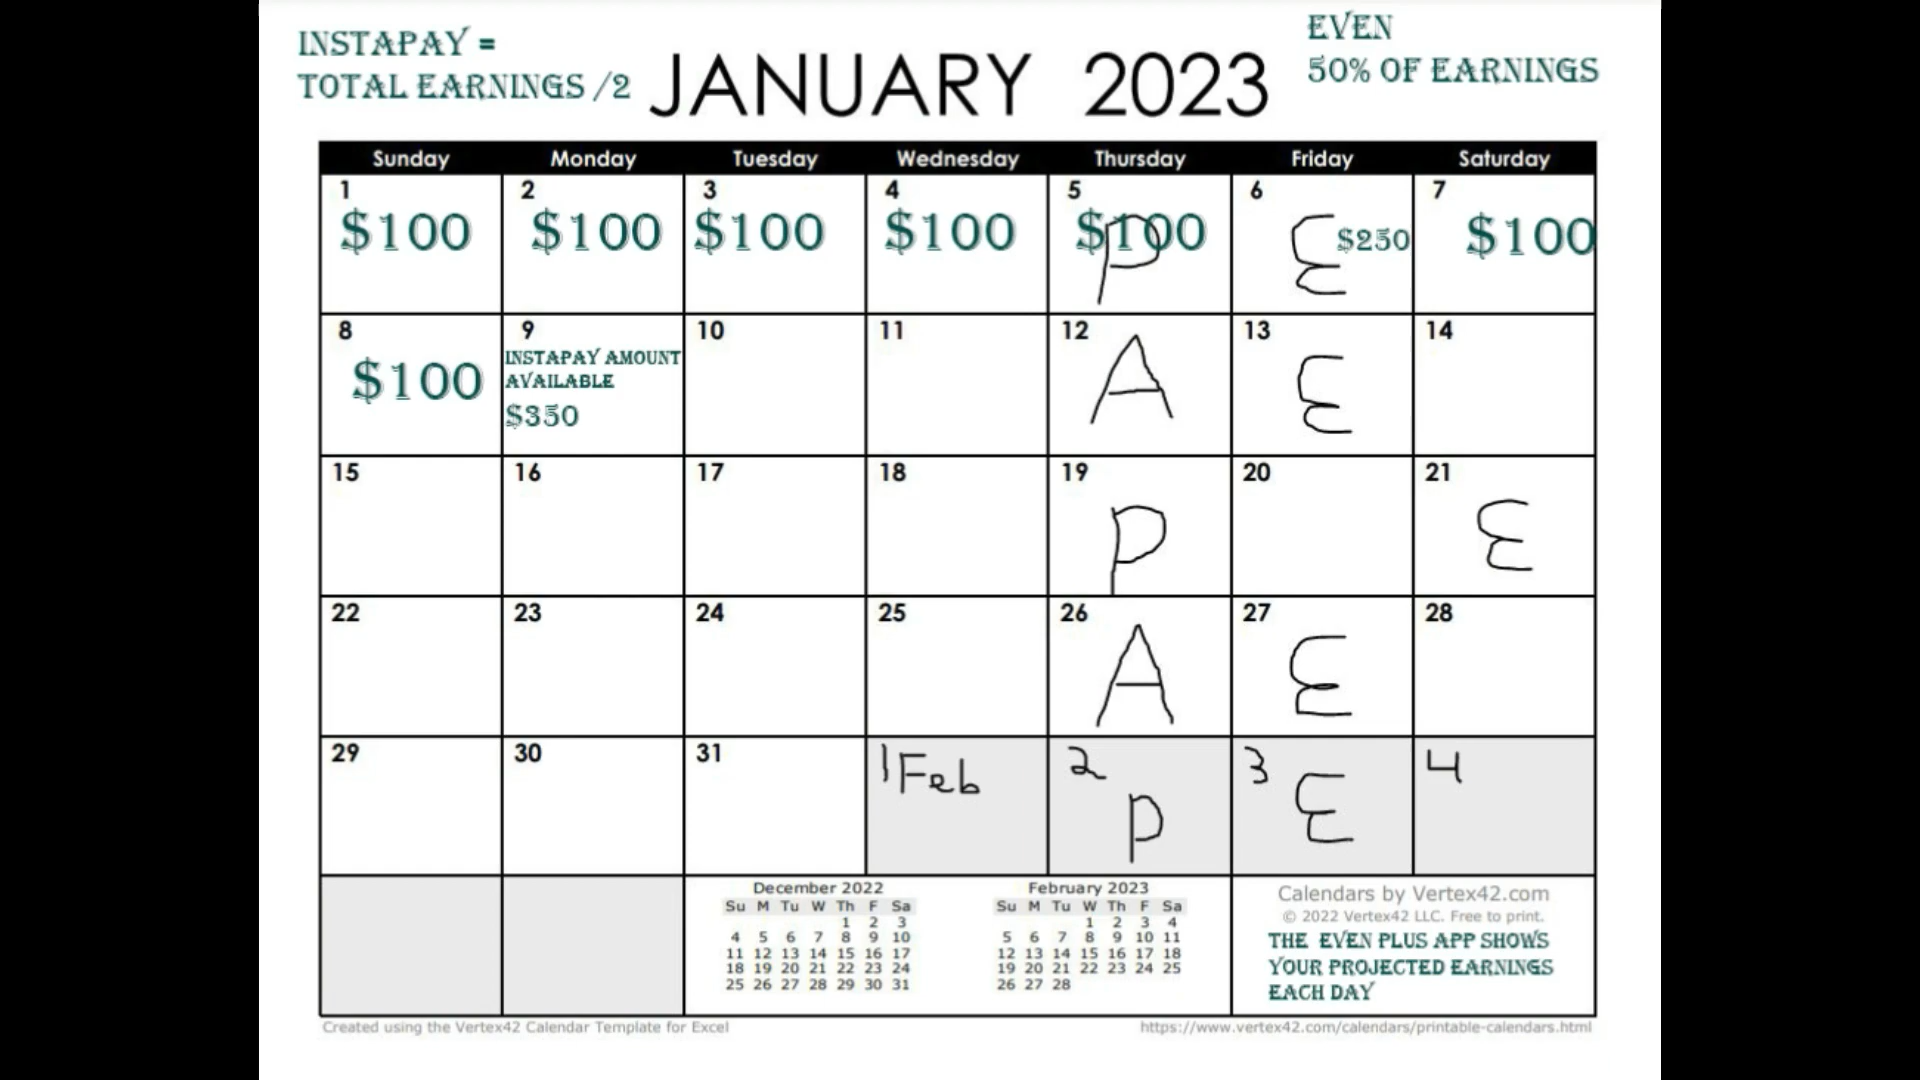 INSTAPAY =
TOTAL EARNINGS /2
JANUARY 2023
EVEN
50% OF EARNINGS
Sunday Monday Tuesday Wednesday Thursday Friday Saturday
1 2 3 4 5 6 7
$100 $100 $100 $100 $100 $250 $100
P E
8 9 10 11 12 13 14
$100
INSTAPAY AMOUNT
AVAILABLE
$350
A E
15 16 17 18 19 20 21
P E
22 23 24 25 26 27 28
A E
29 30 31 1 Feb 2 3 4
P E
December 2022
Su M Tu W Th F Sa
1 2 3
4 5 6 7 8 9 10
11 12 13 14 15 16 17
18 19 20 21 22 23 24
25 26 27 28 29 30 31
February 2023
Su M Tu W Th F Sa
1 2 3 4
5 6 7 8 9 10 11
12 13 14 15 16 17 18
19 20 21 22 23 24 25
26 27 28
Calendars by Vertex42.com
© 2022 Vertex42 LLC. Free to print.
THE EVEN PLUS APP SHOWS
YOUR PROJECTED EARNINGS
EACH DAY
Created using the Vertex42 Calendar Template for Excel
https://www.vertex42.com/calendars/printable-calendars.html